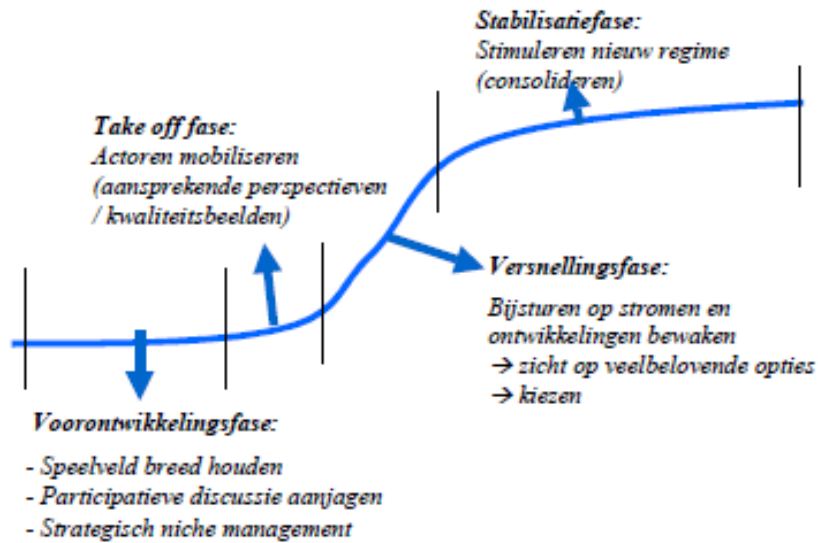 Stabilisatiefase:
Stimuleren nieuw regime
(consolideren)
Take off fase:
Actoren mobiliseren
(aansprekende perspectieven
/ kwaliteitsbeelden)
Versnellingsfase:
Bijsturen op stromen en
ontwikkelingen bewaken
→ zicht op veelbelovende opties
→ kiezen
Voorontwikkelingsfase:
- Speelveld breed houden
- Participatieve discussie aanjagen
- Strategisch niche management